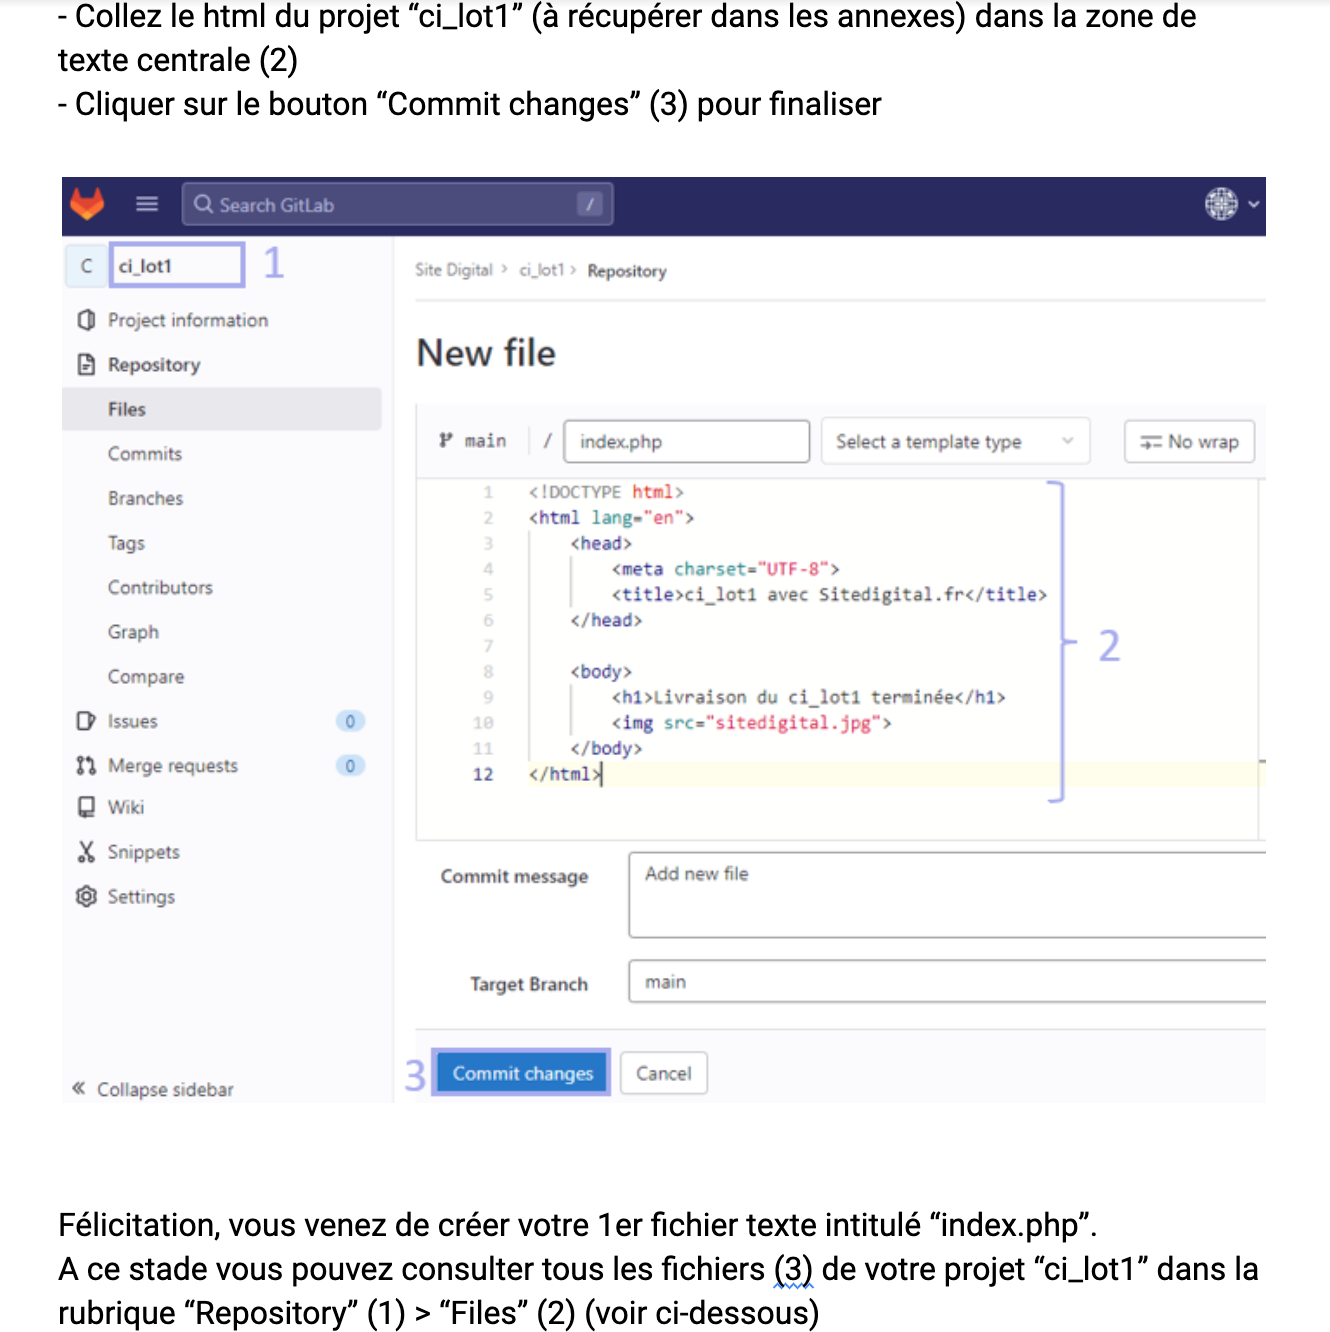 - Collez le html du projet “ci_lot1” (à récupérer dans les annexes) dans la zone de
texte centrale (2)
- Cliquer sur le bouton “Commit changes” (3) pour finaliser
Search GitLab /
C ci_lot1 1
Project information
Repository
Files
Commits
Branches
Tags
Contributors
Graph
Compare
Issues 0
Merge requests 0
Wiki
Snippets
Settings
Collapse sidebar
Site Digital > ci_lot1 > Repository
New file
main / index.php Select a template type No wrap
1 <!DOCTYPE html>
2 <html lang="en">
3 <head>
4 <meta charset="UTF-8">
5 <title>ci_lot1 avec Sitedigital.fr</title>
6 </head>
7
8 <body>
9 <h1>Livraison du ci_lot1 terminée</h1>
10 <img src="sitedigital.jpg">
11 </body>
12 </html>
2
Commit message Add new file
Target Branch main
3 Commit changes Cancel
Félicitation, vous venez de créer votre 1er fichier texte intitulé “index.php”.
A ce stade vous pouvez consulter tous les fichiers (3) de votre projet “ci_lot1” dans la
rubrique “Repository” (1) > “Files” (2) (voir ci-dessous)